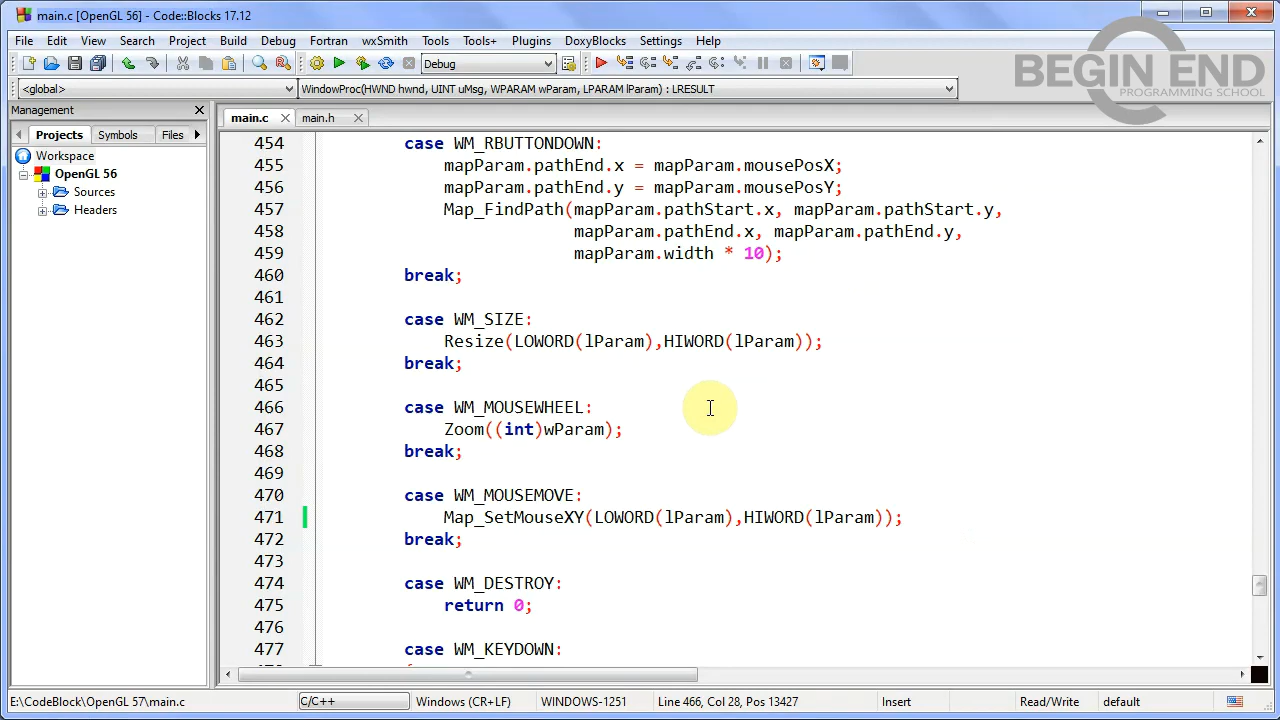 main.c [OpenGL 56] - Code::Blocks 17.12
File Edit View Search Project Build Debug Fortran wxSmith Tools Tools+ Plugins DoxyBlocks Settings Help
BEGIN END
PROGRAMMING SCHOOL
Debug
<global>
WindowProc(HWND hwnd, UINT uMsg, WPARAM wParam, LPARAM lParam) : LRESULT
Management
main.c main.h
Projects Symbols Files
Workspace
OpenGL 56
Sources
Headers
454 case WM_RBUTTONDOWN:
455 mapParam.pathEnd.x = mapParam.mousePosX;
456 mapParam.pathEnd.y = mapParam.mousePosY;
457 Map_FindPath(mapParam.pathStart.x, mapParam.pathStart.y,
458 mapParam.pathEnd.x, mapParam.pathEnd.y,
459 mapParam.width * 10);
460 break;
461
462 case WM_SIZE:
463 Resize(LOWORD(lParam),HIWORD(lParam));
464 break;
465
466 case WM_MOUSEWHEEL:
467 Zoom((int)wParam);
468 break;
469
470 case WM_MOUSEMOVE:
471 Map_SetMouseXY(LOWORD(lParam),HIWORD(lParam));
472 break;
473
474 case WM_DESTROY:
475 return 0;
476
477 case WM_KEYDOWN:
E:\CodeBlock\OpenGL 57\main.c C/C++ Windows (CR+LF) WINDOWS-1251 Line 466, Col 28, Pos 13427 Insert Read/Write default